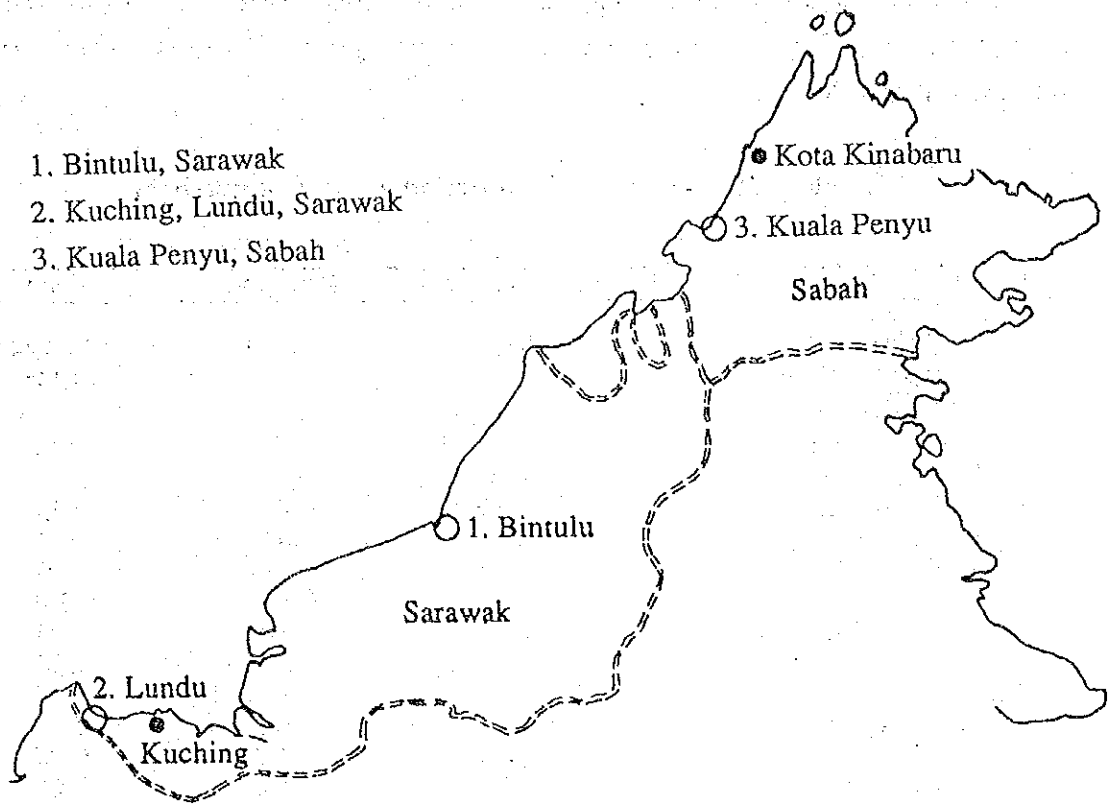 1. Bintulu, Sarawak
2. Kuching, Lundu, Sarawak
3. Kuala Penyu, Sabah
Kota Kinabaru
3. Kuala Penyu
Sabah
1. Bintulu
Sarawak
2. Lundu
Kuching